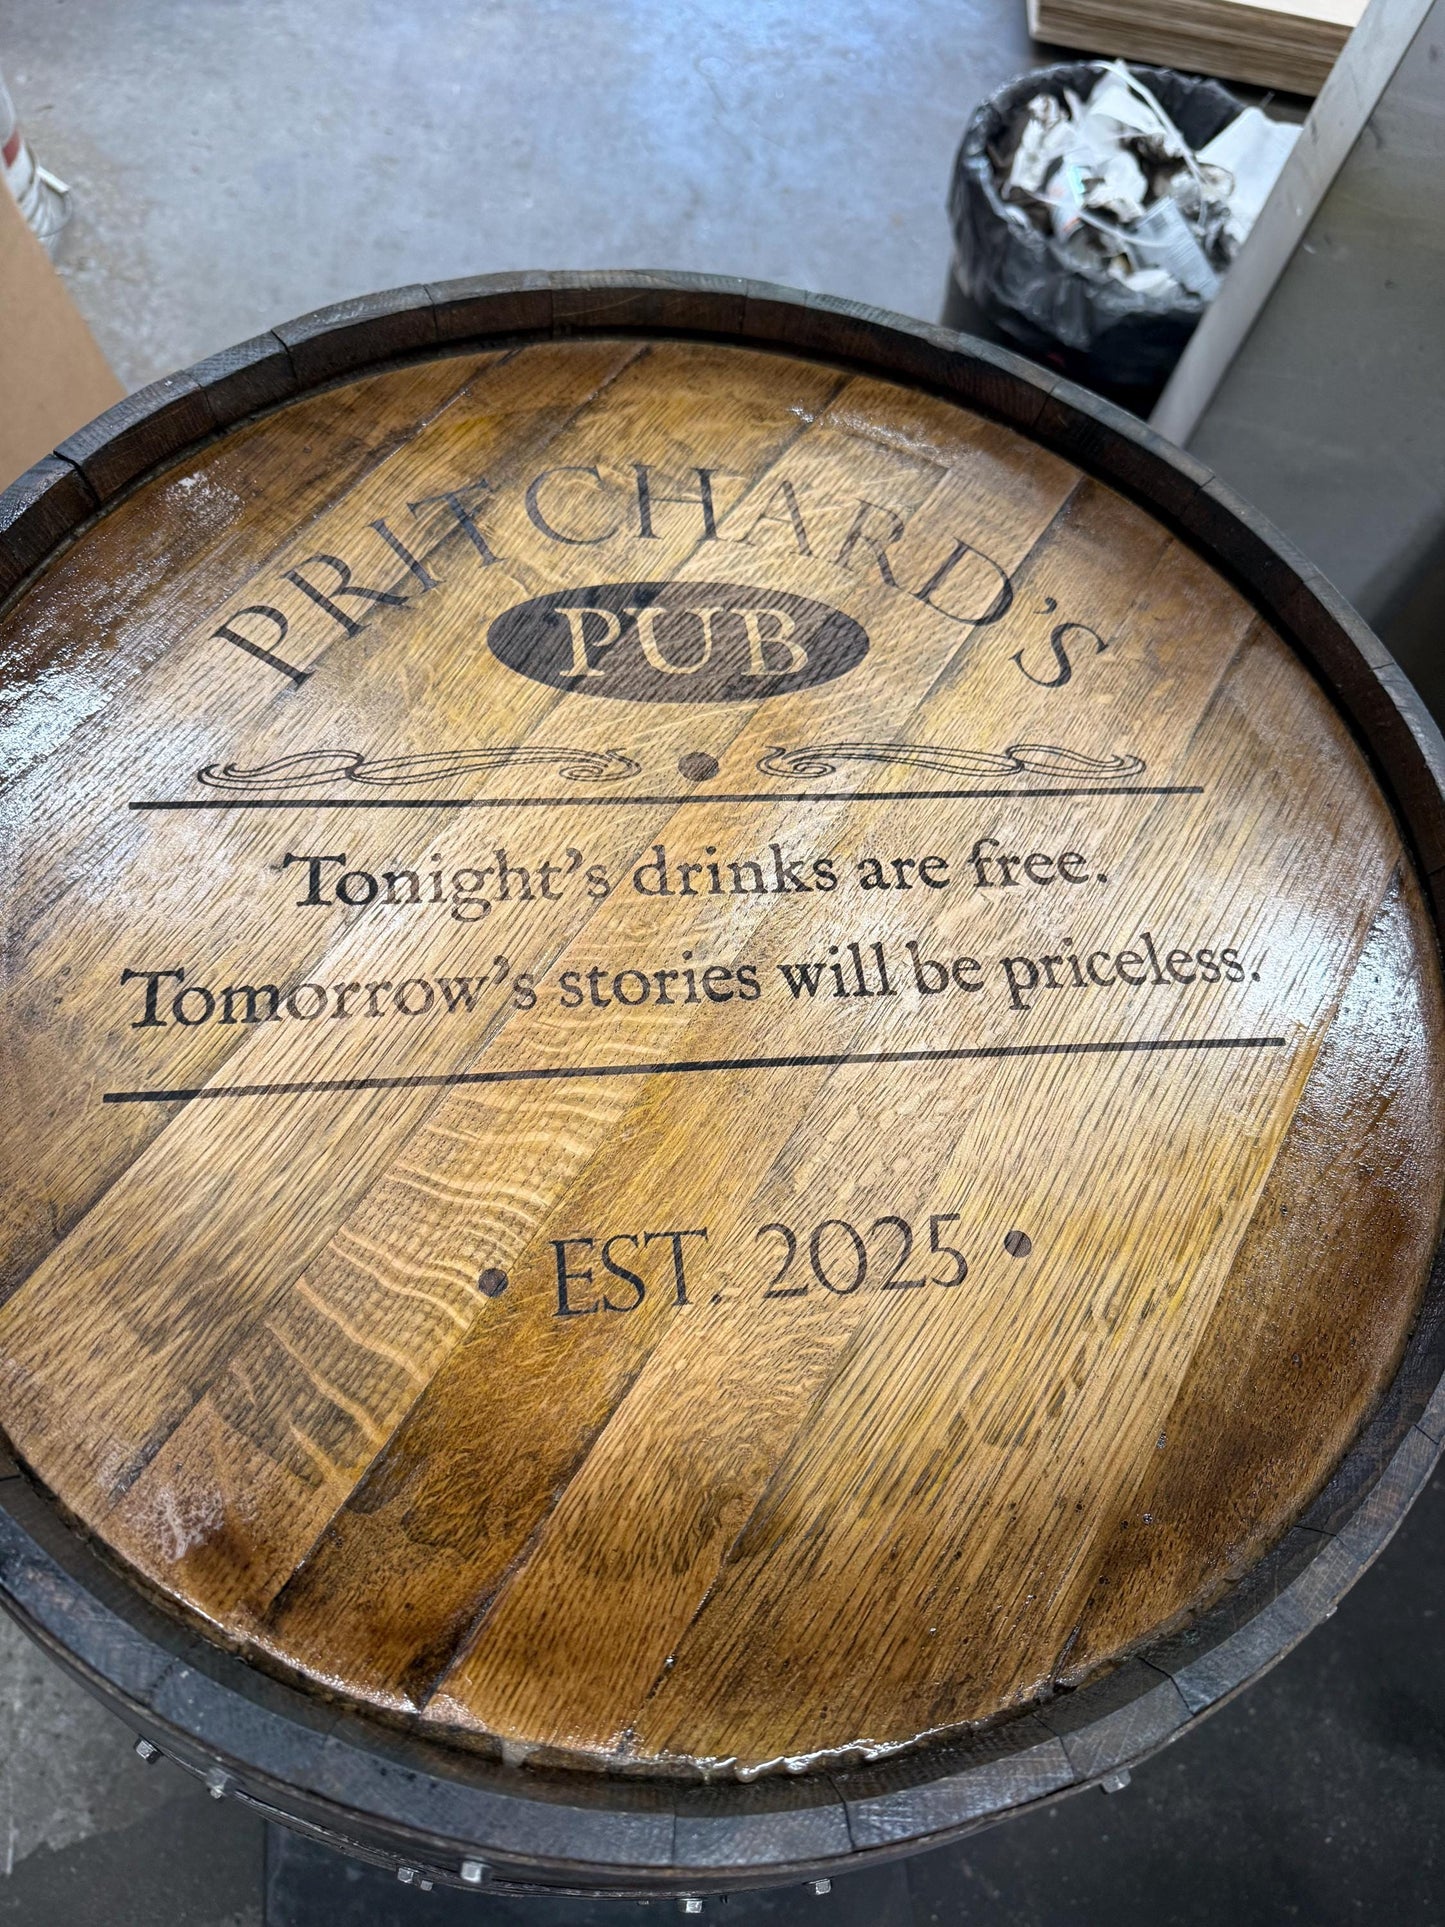 PRITCHARD'S
PUB
Tonight's drinks are free.
Tomorrow's stories will be priceless.
• EST. 2025 •